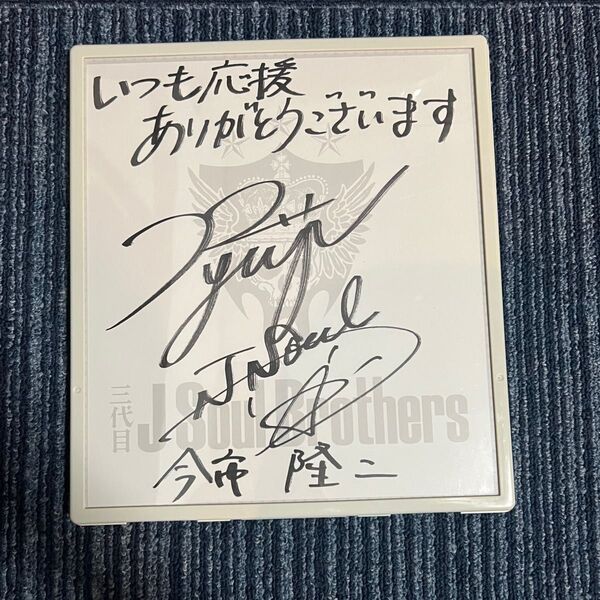 いつも応援
ありがとうございます
Ryuji
J.Soul
三代目 J Soul Brothers
今市 隆二